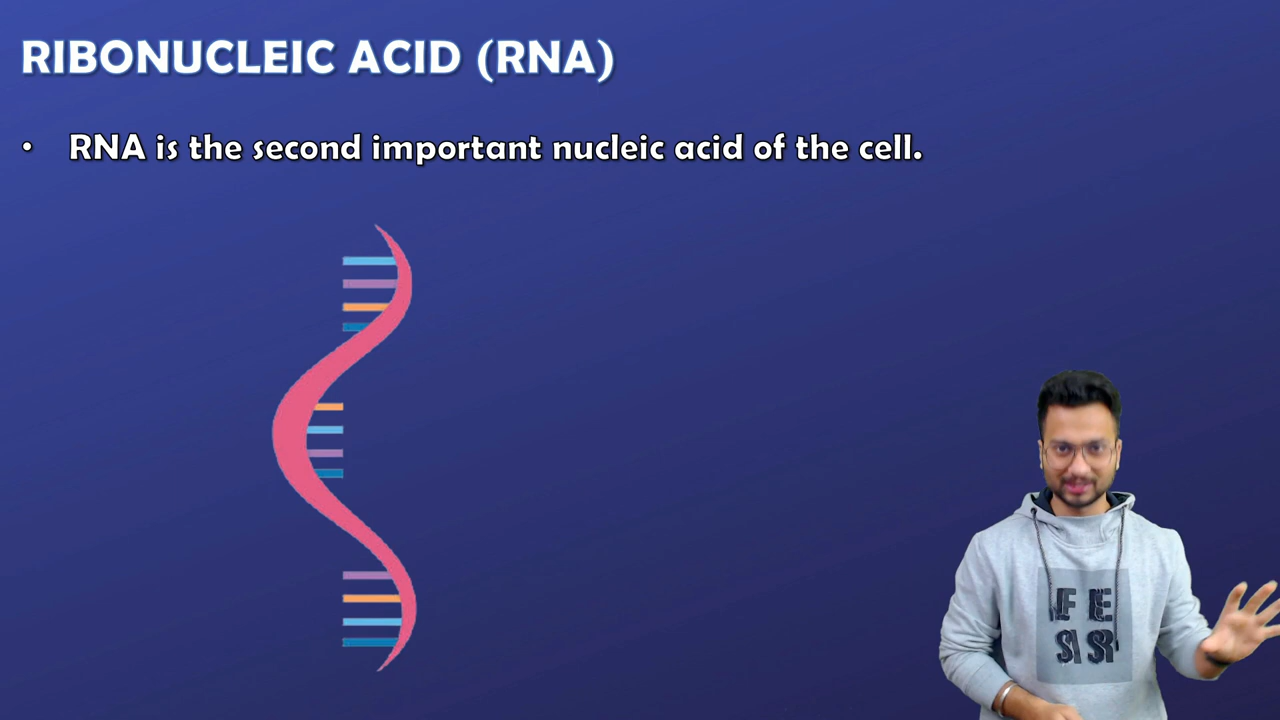 RIBONUCLEIC ACID (RNA)
• RNA is the second important nucleic acid of the cell.